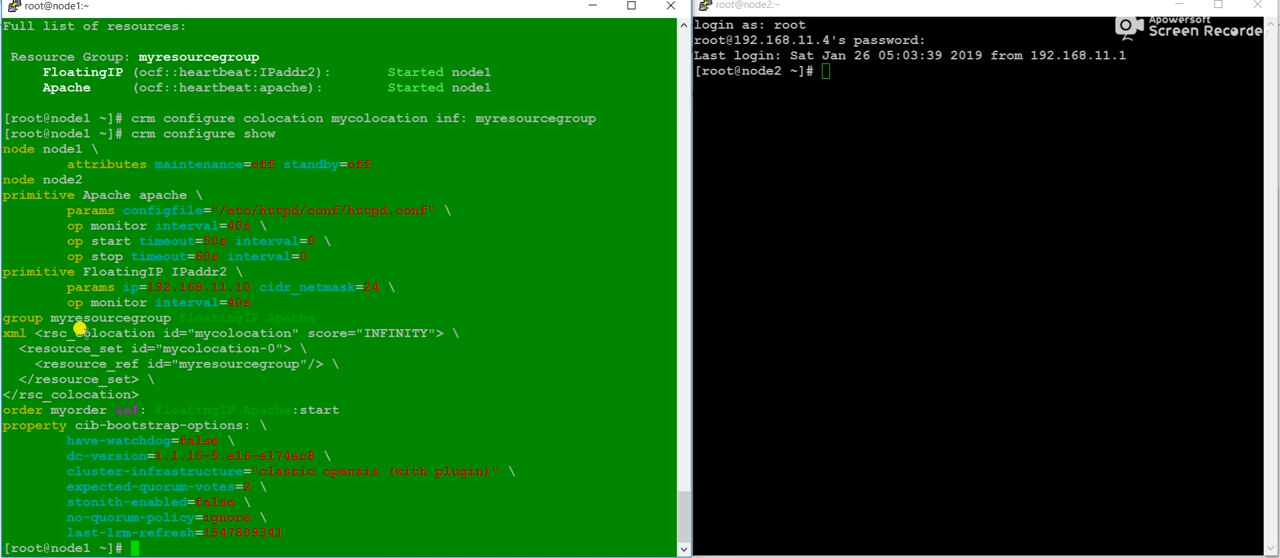 root@node1:~
Full list of resources:
Resource Group: myresourcegroup
FloatingIP (ocf::heartbeat:IPaddr2): Started node1
Apache (ocf::heartbeat:apache): Started node1
[root@node1 ~]# crm configure colocation mycolocation inf: myresourcegroup
[root@node1 ~]# crm configure show
node node1 \
attributes maintenance=off standby=off
node node2
primitive Apache apache \
params configfile="/etc/httpd/conf/httpd.conf" \
op monitor interval=40s \
op start timeout=50s interval=0 \
op stop timeout=60s interval=0
primitive FloatingIP IPaddr2 \
params ip=192.168.11.10 cidr_netmask=24 \
op monitor interval=40s
group myresourcegroup FloatingIP Apache
xml <rsc_colocation id="mycolocation" score="INFINITY"> \
<resource_set id="mycolocation-0"> \
<resource_ref id="myresourcegroup"/> \
</resource_set> \
</rsc_colocation>
order myorder inf: FloatingIP Apache:start
property cib-bootstrap-options: \
have-watchdog=false \
dc-version=1.1.15-5.el6-e174ec8 \
cluster-infrastructure="classic openais (with plugin)" \
expected-quorum-votes=2 \
stonith-enabled=false \
no-quorum-policy=ignore \
last-lrm-refresh=1547809341
[root@node1 ~]#
root@node2:~
login as: root
root@192.168.11.4's password:
Last login: Sat Jan 26 05:03:39 2019 from 192.168.11.1
[root@node2 ~]#
Apowersoft
Screen Recorder